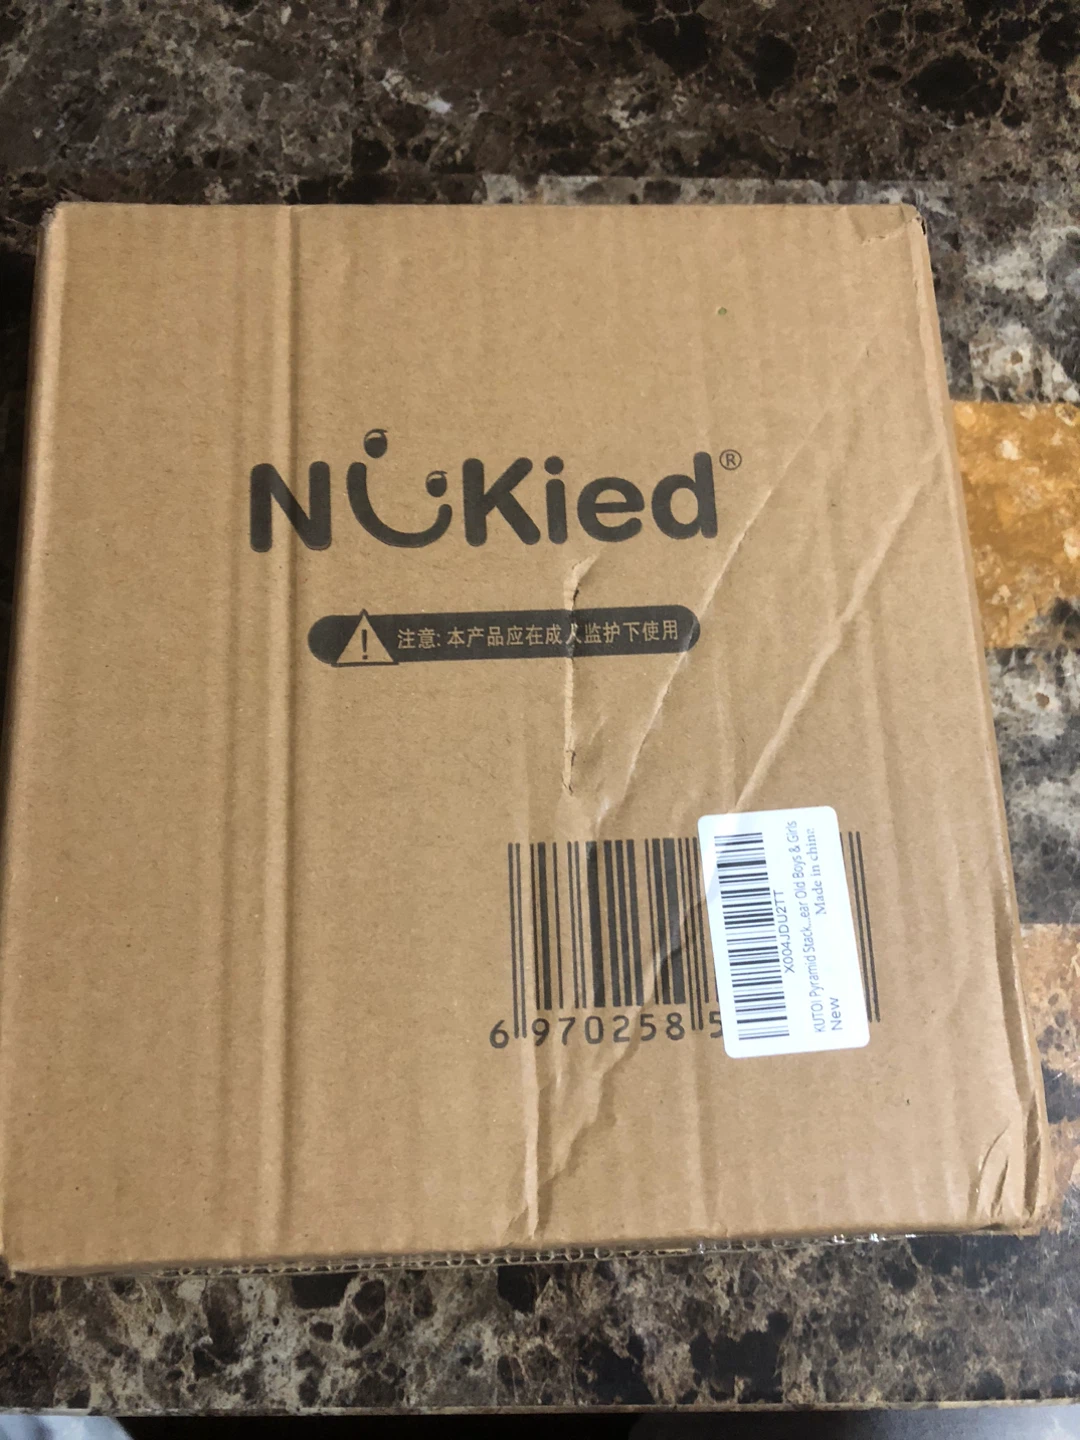 NUKied®
注意: 本产品应在成人监护下使用
6 970258 5
X004JDU2TT
KUTOI Pyramid Stack...ear Old Boys & Girls
New
Made in china